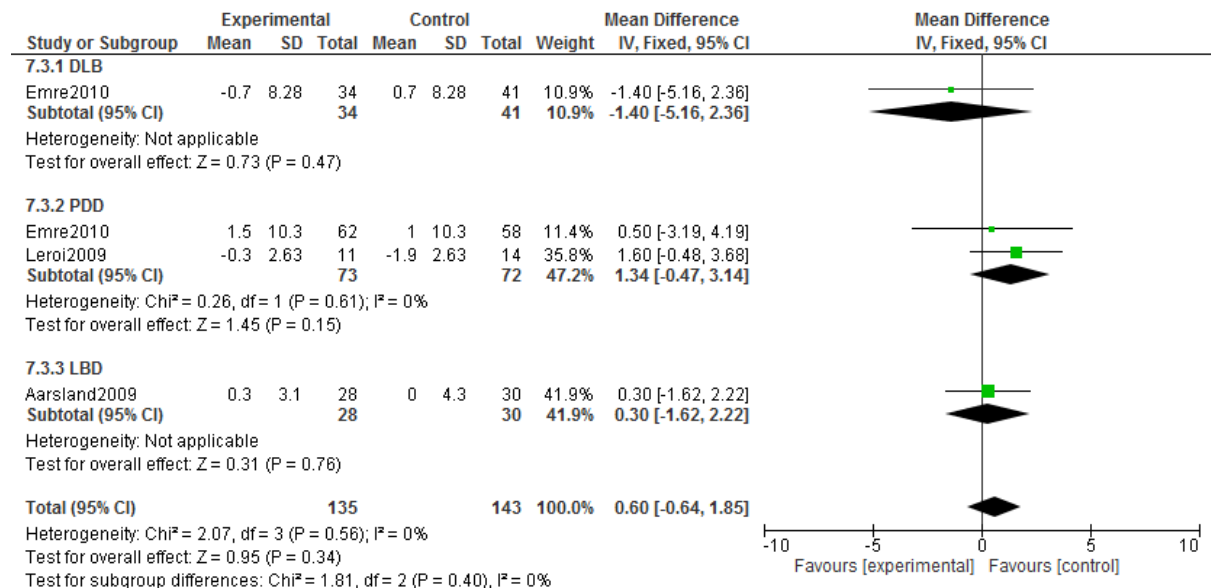 Experimental Control Mean Difference Mean Difference
Study or Subgroup Mean SD Total Mean SD Total Weight IV, Fixed, 95% CI IV, Fixed, 95% CI
7.3.1 DLB
Emre2010 -0.7 8.28 34 0.7 8.28 41 10.9% -1.40 [-5.16, 2.36]
Subtotal (95% CI) 34 41 10.9% -1.40 [-5.16, 2.36]
Heterogeneity: Not applicable
Test for overall effect: Z = 0.73 (P = 0.47)
7.3.2 PDD
Emre2010 1.5 10.3 62 1 10.3 58 11.4% 0.50 [-3.19, 4.19]
Leroi2009 -0.3 2.63 11 -1.9 2.63 14 35.8% 1.60 [-0.48, 3.68]
Subtotal (95% CI) 73 72 47.2% 1.34 [-0.47, 3.14]
Heterogeneity: Chi² = 0.26, df = 1 (P = 0.61); I² = 0%
Test for overall effect: Z = 1.45 (P = 0.15)
7.3.3 LBD
Aarsland2009 0.3 3.1 28 0 4.3 30 41.9% 0.30 [-1.62, 2.22]
Subtotal (95% CI) 28 30 41.9% 0.30 [-1.62, 2.22]
Heterogeneity: Not applicable
Test for overall effect: Z = 0.31 (P = 0.76)
Total (95% CI) 135 143 100.0% 0.60 [-0.64, 1.85]
Heterogeneity: Chi² = 2.07, df = 3 (P = 0.56); I² = 0%
Test for overall effect: Z = 0.95 (P = 0.34)
Test for subgroup differences: Chi² = 1.81, df = 2 (P = 0.40), I² = 0%
-10 -5 0 5 10
Favours [experimental] Favours [control]